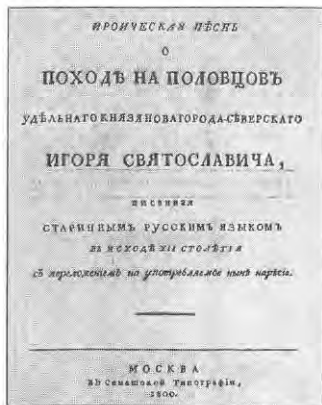 ИРОИЧЕСКАЯ ПѢСНЬ
О
ПОХОДѢ НА ПОЛОВЦОВЪ
УДѢЛЬНАГО КНЯЗЯ НОВАГОРОДА-СѢВЕРСКАГО
ИГОРЯ СВЯТОСЛАВИЧА,
писанная
СТАРИННЫМЪ РУССКИМЪ ЯЗЫКОМЪ
ВЪ ИСХОДѢ XII СТОЛѢТІЯ
съ переложеніемъ на употребляемое нынѣ нарѣчіе.
МОСКВА
Въ Сенатской Типографіи,
1800.